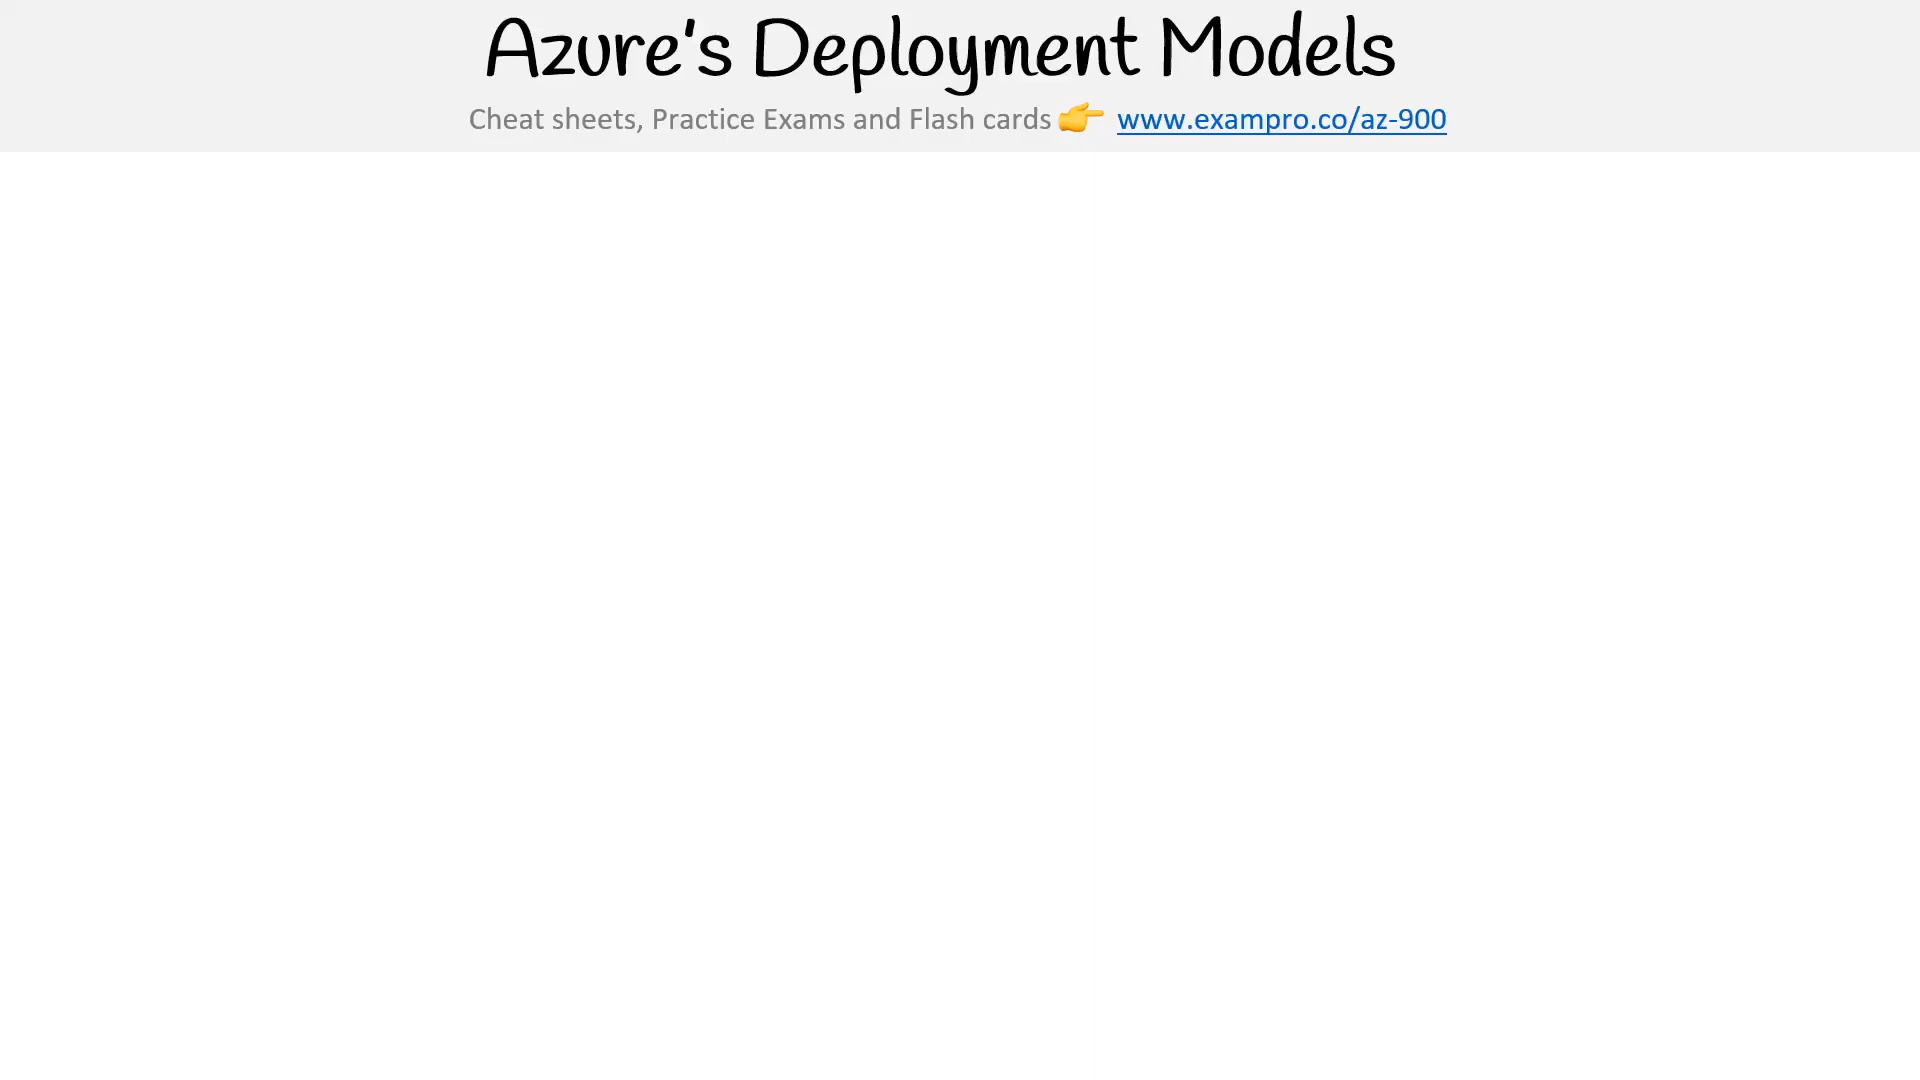 Azure's Deployment Models
Cheat sheets, Practice Exams and Flash cards 👉 www.exampro.co/az-900